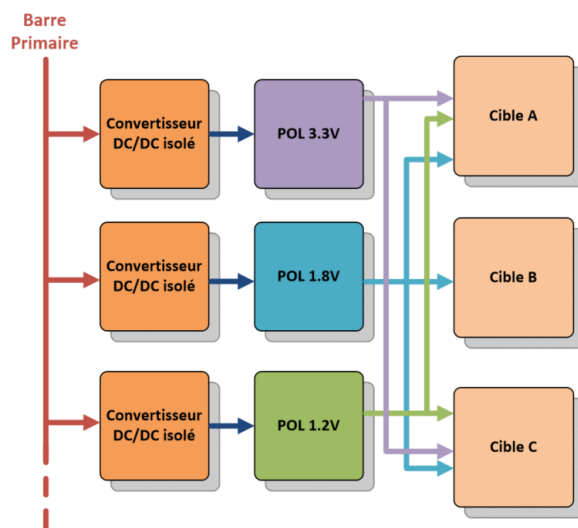 Barre
Primaire
Convertisseur
DC/DC isolé
POL 3.3V
Cible A
Convertisseur
DC/DC isolé
POL 1.8V
Cible B
Convertisseur
DC/DC isolé
POL 1.2V
Cible C